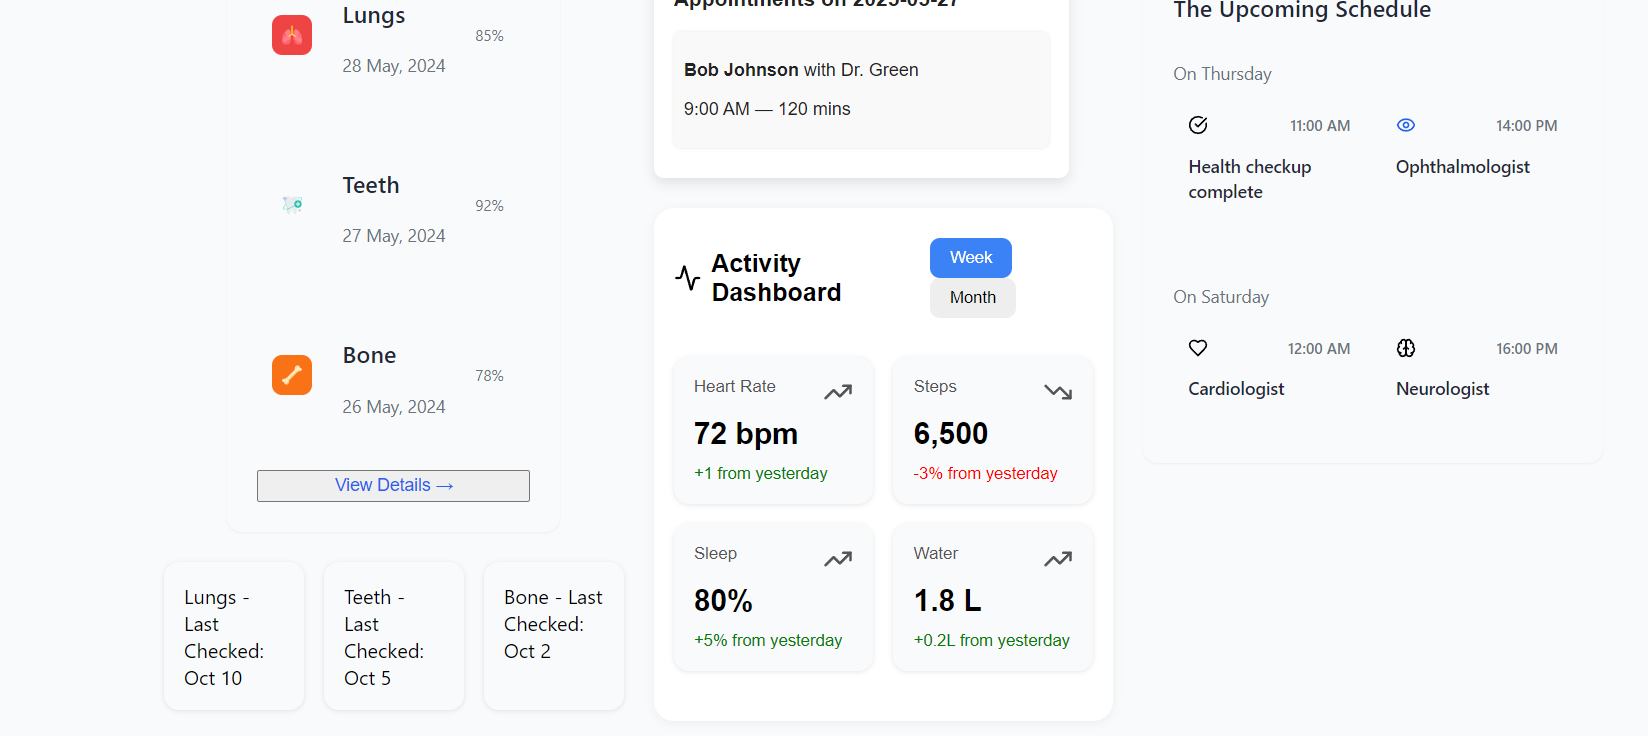 Lungs
85%
28 May, 2024
Teeth
92%
27 May, 2024
Bone
78%
26 May, 2024
View Details →
Lungs -
Last
Checked:
Oct 10
Teeth -
Last
Checked:
Oct 5
Bone - Last
Checked:
Oct 2
Appointments on 2025-05-27
Bob Johnson with Dr. Green
9:00 AM — 120 mins
Activity
Dashboard
Week
Month
Heart Rate
72 bpm
+1 from yesterday
Steps
6,500
-3% from yesterday
Sleep
80%
+5% from yesterday
Water
1.8 L
+0.2L from yesterday
The Upcoming Schedule
On Thursday
11:00 AM
Health checkup
complete
14:00 PM
Ophthalmologist
On Saturday
12:00 AM
Cardiologist
16:00 PM
Neurologist